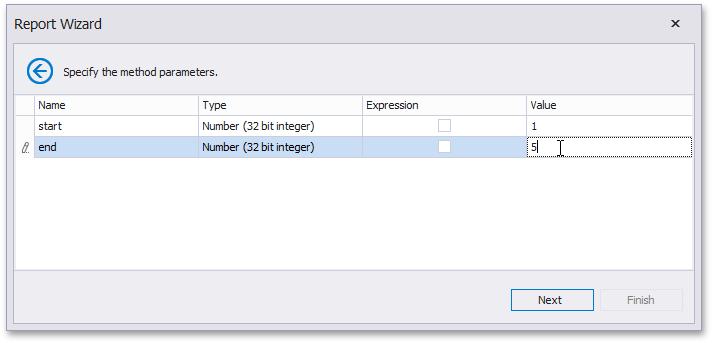 Report Wizard
Specify the method parameters.
Name Type Expression Value
start Number (32 bit integer) 1
end Number (32 bit integer) 5
Next Finish